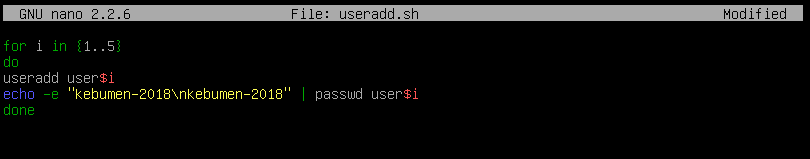 GNU nano 2.2.6 File: useradd.sh Modified
for i in {1..5}
do
useradd user$i
echo -e "kebumen-2018\nkebumen-2018" | passwd user$i
done